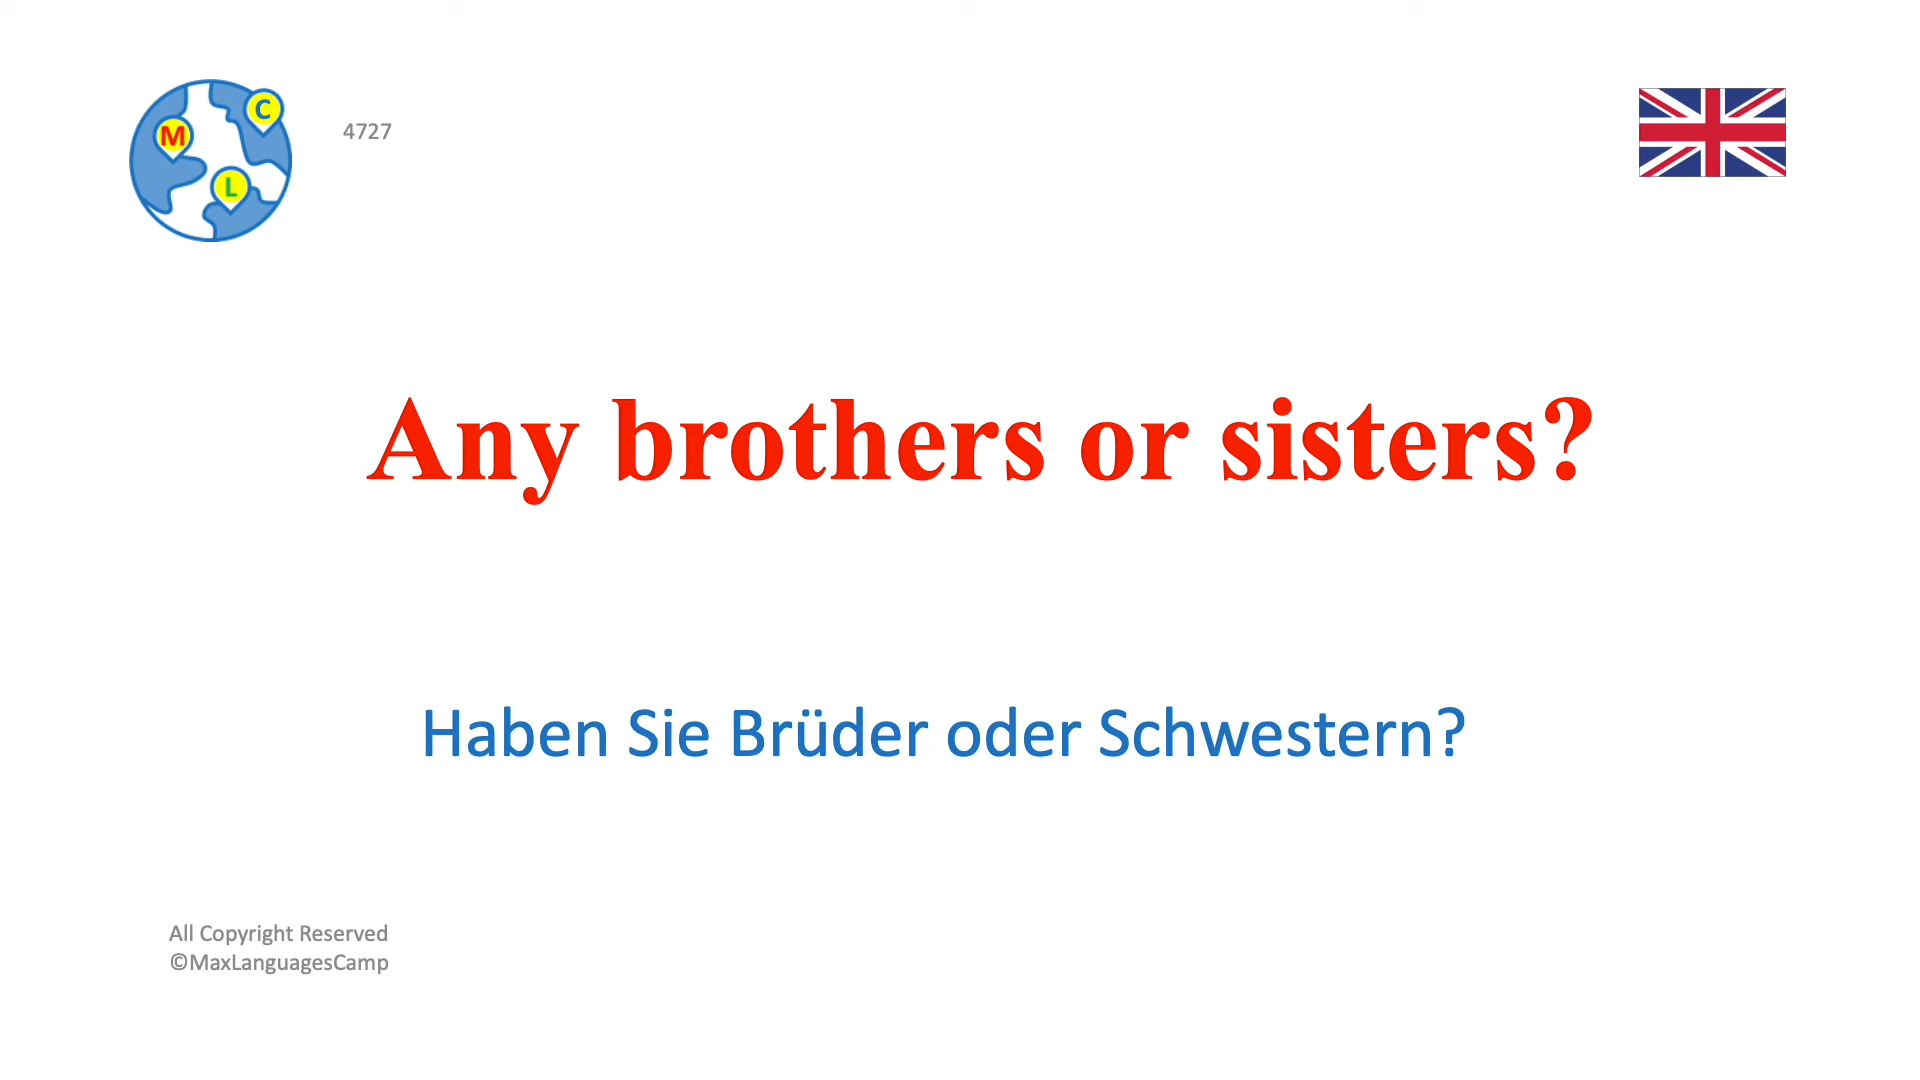 C
M
L
4727
Any brothers or sisters?
Haben Sie Brüder oder Schwestern?
All Copyright Reserved
©MaxLanguagesCamp